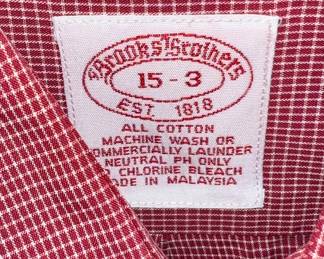 Brooks Brothers
15 - 3
EST. 1818
ALL COTTON
MACHINE WASH OR
COMMERCIALLY LAUNDER
NEUTRAL PH ONLY
CHLORINE BLEACH
MADE IN MALAYSIA